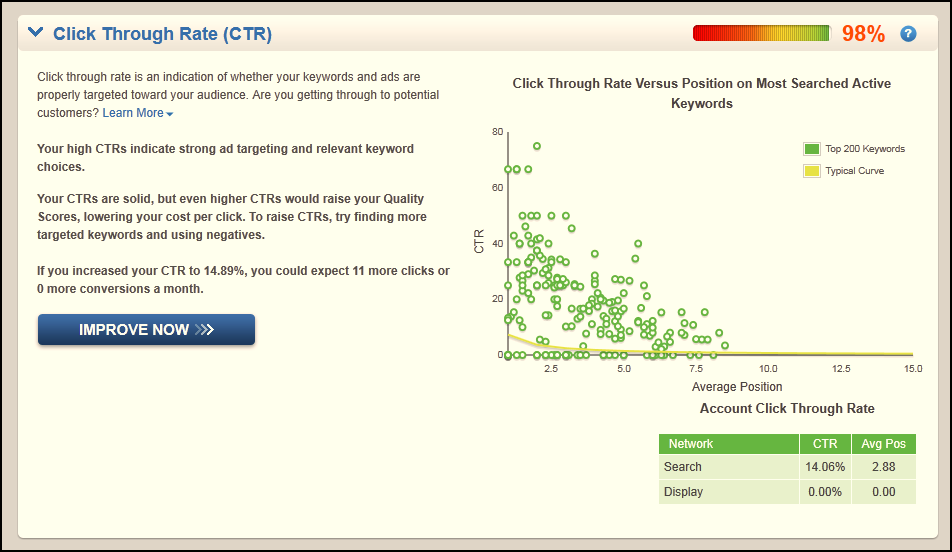 Click Through Rate (CTR)
98%
?
Click through rate is an indication of whether your keywords and ads are
properly targeted toward your audience. Are you getting through to potential
customers? Learn More
Your high CTRs indicate strong ad targeting and relevant keyword
choices.
Your CTRs are solid, but even higher CTRs would raise your Quality
Scores, lowering your cost per click. To raise CTRs, try finding more
targeted keywords and using negatives.
If you increased your CTR to 14.89%, you could expect 11 more clicks or
0 more conversions a month.
IMPROVE NOW
Click Through Rate Versus Position on Most Searched Active
Keywords
80
60
40
20
0
CTR
Top 200 Keywords
Typical Curve
2.5 5.0 7.5 10.0 12.5 15.0
Average Position
Account Click Through Rate
Network CTR Avg Pos
Search 14.06% 2.88
Display 0.00% 0.00